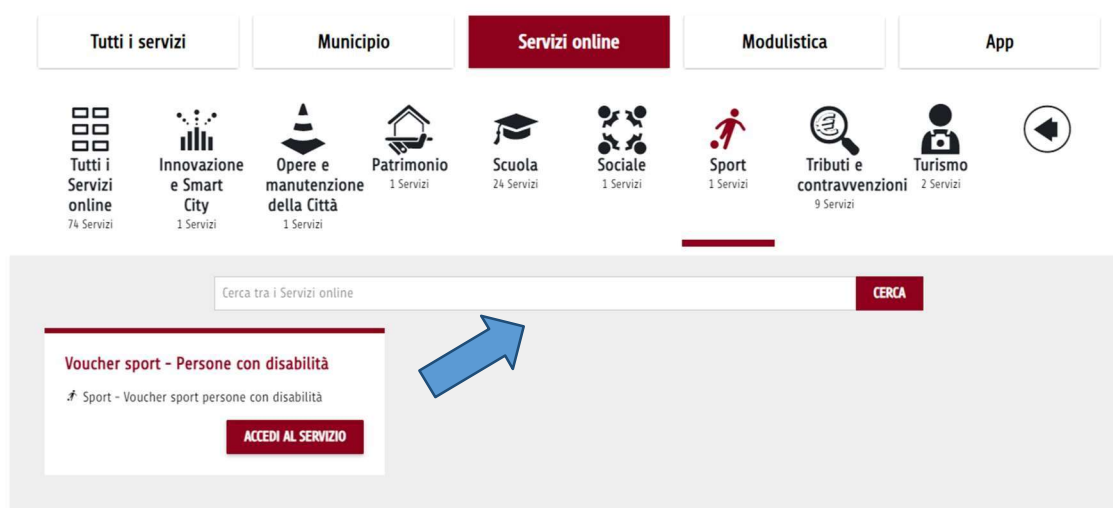 Tutti i servizi
Municipio
Servizi online
Modulistica
App
Tutti i
Servizi
online
74 Servizi
Innovazione
e Smart
City
1 Servizi
Opere e
manutenzione
della Città
1 Servizi
Patrimonio
1 Servizi
Scuola
24 Servizi
Sociale
1 Servizi
Sport
1 Servizi
Tributi e
contravvenzioni
9 Servizi
Turismo
2 Servizi
Cerca tra i Servizi online
CERCA
Voucher sport - Persone con disabilità
Sport - Voucher sport persone con disabilità
ACCEDI AL SERVIZIO